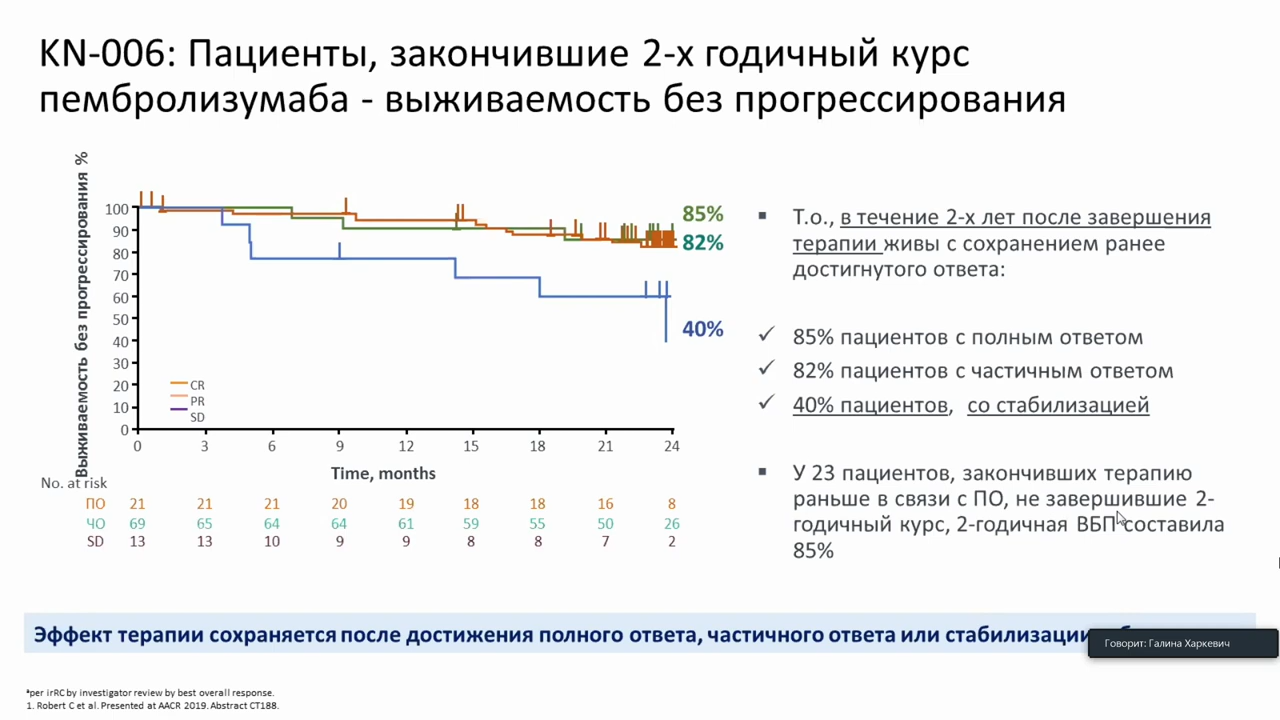 KN-006: Пациенты, закончившие 2-х годичный курс
пембролизумаба - выживаемость без прогрессирования
Выживаемость без прогрессирования %
100
90
80
70
60
50
40
30
20
10
0
85%
82%
40%
CR
PR
SD
0 3 6 9 12 15 18 21 24
Time, months
No. at risk
ПО 21 21 21 20 19 18 18 16 8
ЧО 69 65 64 64 61 59 55 50 26
SD 13 13 10 9 9 8 8 7 2
▪ Т.о., в течение 2-х лет после завершения
терапии живы с сохранением ранее
достигнутого ответа:
✓ 85% пациентов с полным ответом
✓ 82% пациентов с частичным ответом
✓ 40% пациентов, со стабилизацией
▪ У 23 пациентов, закончивших терапию
раньше в связи с ПО, не завершившие 2-
годичный курс, 2-годичная ВБП составила
85%
Эффект терапии сохраняется после достижения полного ответа, частичного ответа или стабилизации
Говорит: Галина Харкевич
ᵃper irRC by investigator review by best overall response.
1. Robert C et al. Presented at AACR 2019. Abstract CT188.